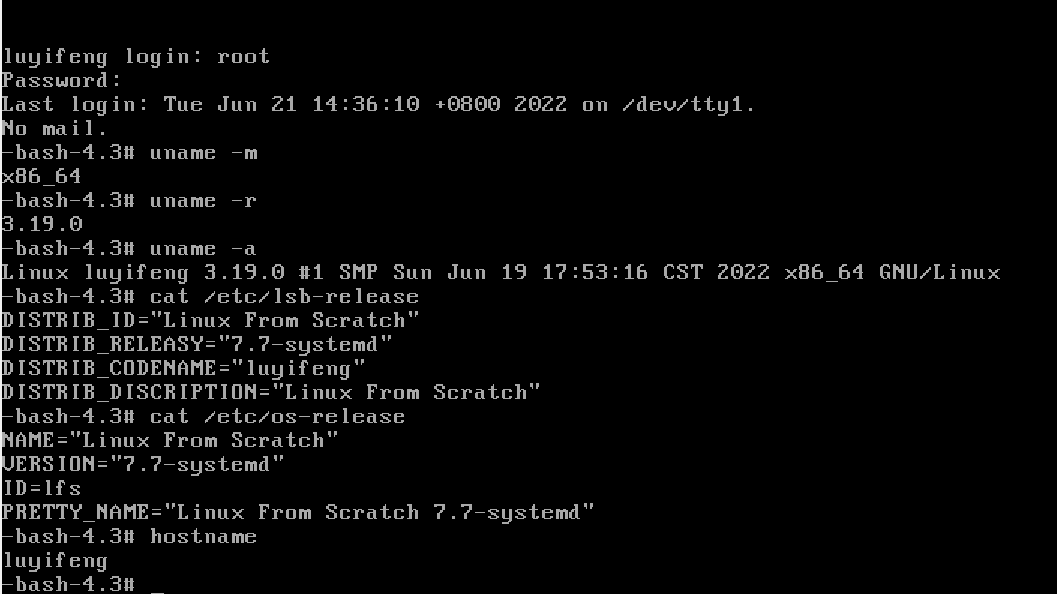 luyifeng login: root
Password:
Last login: Tue Jun 21 14:36:10 +0800 2022 on /dev/tty1.
No mail.
-bash-4.3# uname -m
x86_64
-bash-4.3# uname -r
3.19.0
-bash-4.3# uname -a
Linux luyifeng 3.19.0 #1 SMP Sun Jun 19 17:53:16 CST 2022 x86_64 GNU/Linux
-bash-4.3# cat /etc/lsb-release
DISTRIB_ID="Linux From Scratch"
DISTRIB_RELEASY="7.7-systemd"
DISTRIB_CODENAME="luyifeng"
DISTRIB_DISCRIPTION="Linux From Scratch"
-bash-4.3# cat /etc/os-release
NAME="Linux From Scratch"
VERSION="7.7-systemd"
ID=lfs
PRETTY_NAME="Linux From Scratch 7.7-systemd"
-bash-4.3# hostname
luyifeng
-bash-4.3# _